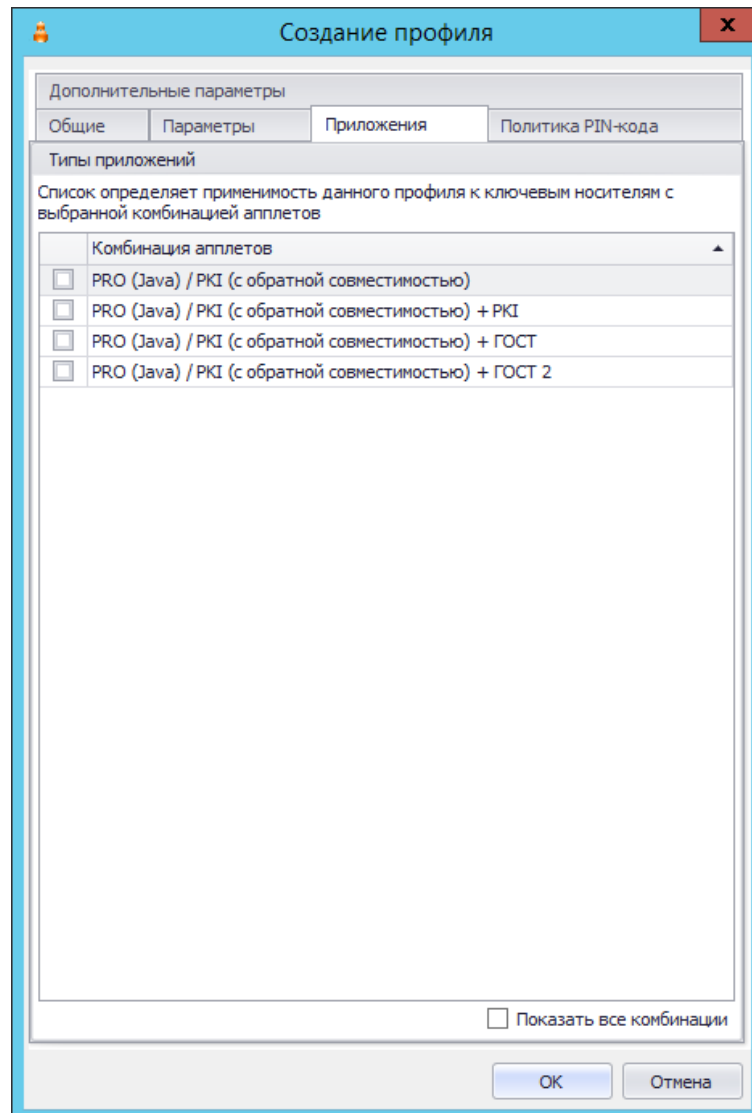 Создание профиля
x
Дополнительные параметры
Общие
Параметры
Приложения
Политика PIN-кода
Типы приложений
Список определяет применимость данного профиля к ключевым носителям с
выбранной комбинацией апплетов
Комбинация апплетов
PRO (Java) / PKI (с обратной совместимостью)
PRO (Java) / PKI (с обратной совместимостью) + PKI
PRO (Java) / PKI (с обратной совместимостью) + ГОСТ
PRO (Java) / PKI (с обратной совместимостью) + ГОСТ 2
Показать все комбинации
ОК
Отмена